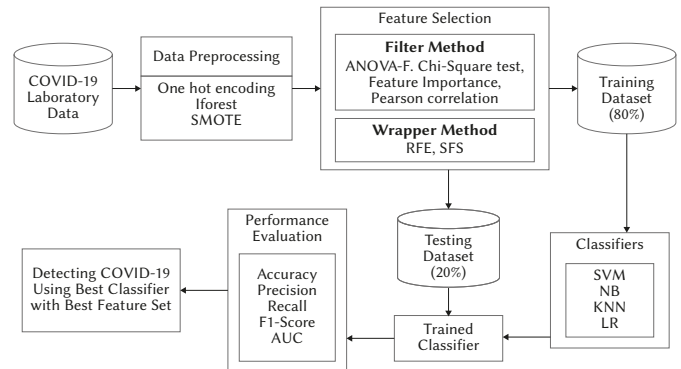 COVID-19
Laboratory
Data
Data Preprocessing
One hot encoding
Iforest
SMOTE
Feature Selection
Filter Method
ANOVA-F. Chi-Square test,
Feature Importance,
Pearson correlation
Wrapper Method
RFE, SFS
Training
Dataset
(80%)
Classifiers
SVM
NB
KNN
LR
Testing
Dataset
(20%)
Trained
Classifier
Performance
Evaluation
Accuracy
Precision
Recall
F1-Score
AUC
Detecting COVID-19
Using Best Classifier
with Best Feature Set